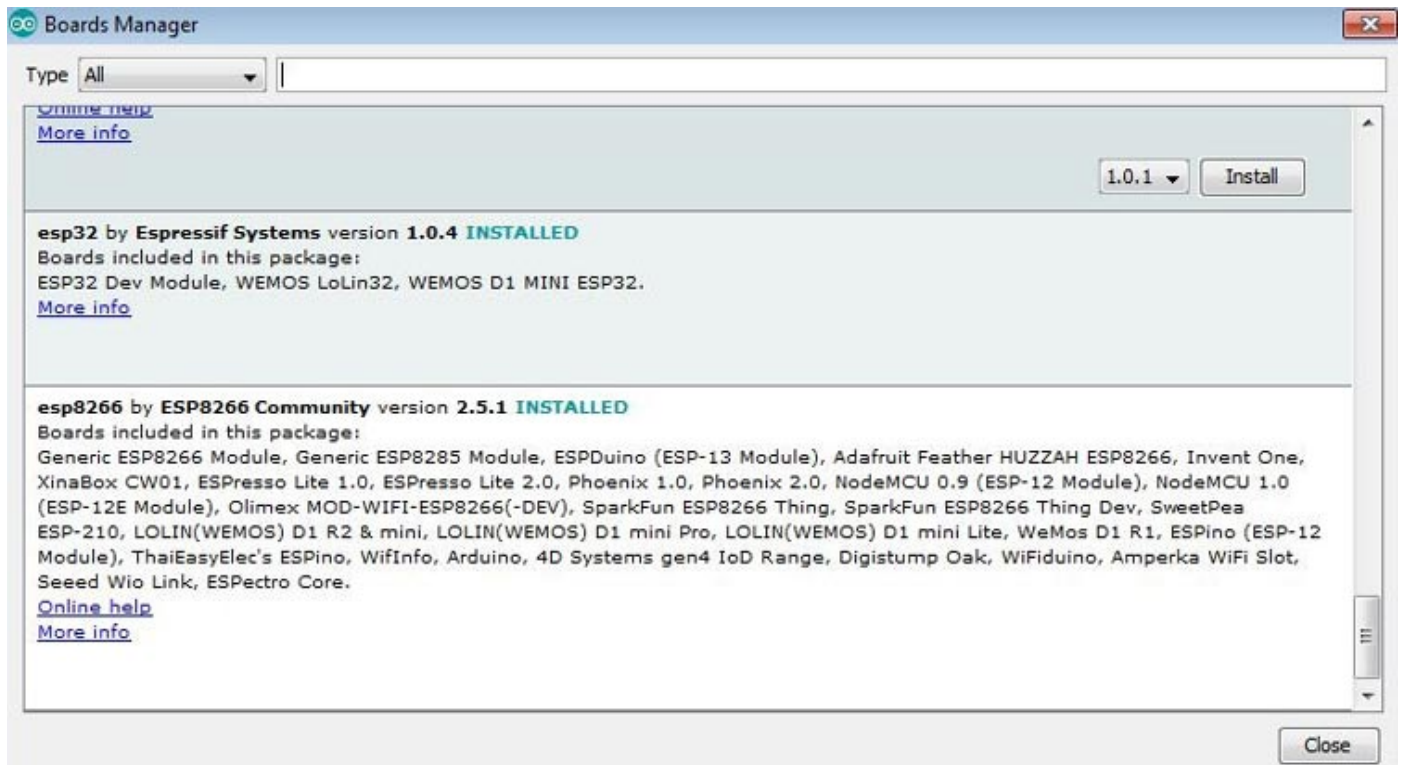 Boards Manager
Type All
Online help
More info
1.0.1 Install
esp32 by Espressif Systems version 1.0.4 INSTALLED
Boards included in this package:
ESP32 Dev Module, WEMOS LoLin32, WEMOS D1 MINI ESP32.
More info
esp8266 by ESP8266 Community version 2.5.1 INSTALLED
Boards included in this package:
Generic ESP8266 Module, Generic ESP8285 Module, ESPDuino (ESP-13 Module), Adafruit Feather HUZZAH ESP8266, Invent One,
XinaBox CW01, ESPresso Lite 1.0, ESPresso Lite 2.0, Phoenix 1.0, Phoenix 2.0, NodeMCU 0.9 (ESP-12 Module), NodeMCU 1.0
(ESP-12E Module), Olimex MOD-WIFI-ESP8266(-DEV), SparkFun ESP8266 Thing, SparkFun ESP8266 Thing Dev, SweetPea
ESP-210, LOLIN(WEMOS) D1 R2 & mini, LOLIN(WEMOS) D1 mini Pro, LOLIN(WEMOS) D1 mini Lite, WeMos D1 R1, ESPino (ESP-12
Module), ThaiEasyElec's ESPino, WifInfo, Arduino, 4D Systems gen4 IoD Range, Digistump Oak, WiFiduino, Amperka WiFi Slot,
Seeed Wio Link, ESPectro Core.
Online help
More info
Close